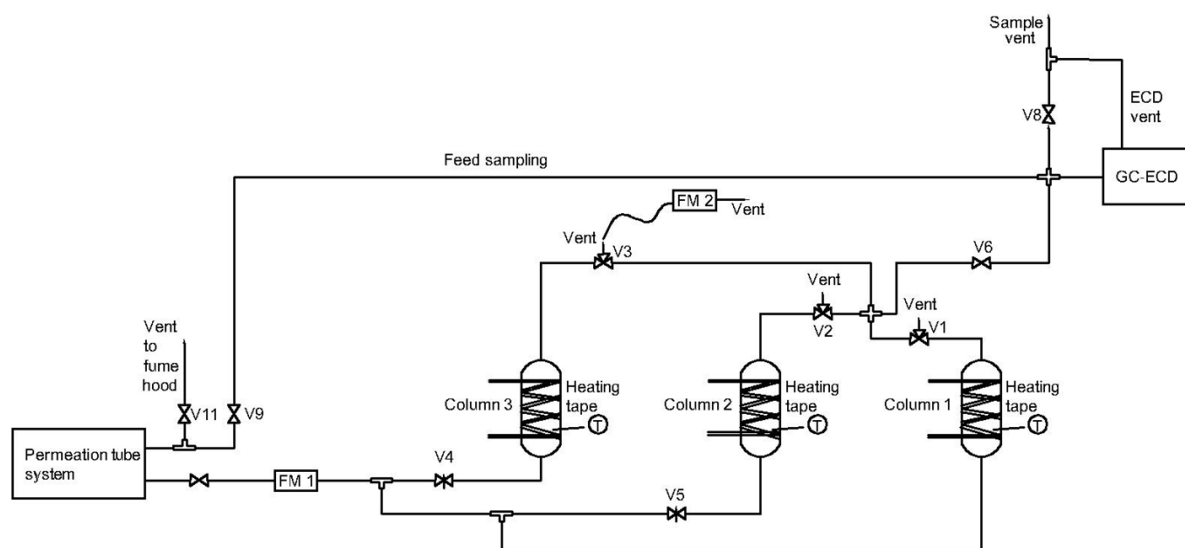 Sample
vent
V8
ECD
vent
Feed sampling
GC-ECD
FM 2
Vent
Vent
V3
V6
Vent
Vent
V2
V1
Vent
to
fume
hood
V11
V9
Column 3
Heating
tape
T
Column 2
Heating
tape
T
Column 1
Heating
tape
T
Permeation tube
system
FM 1
V4
V5